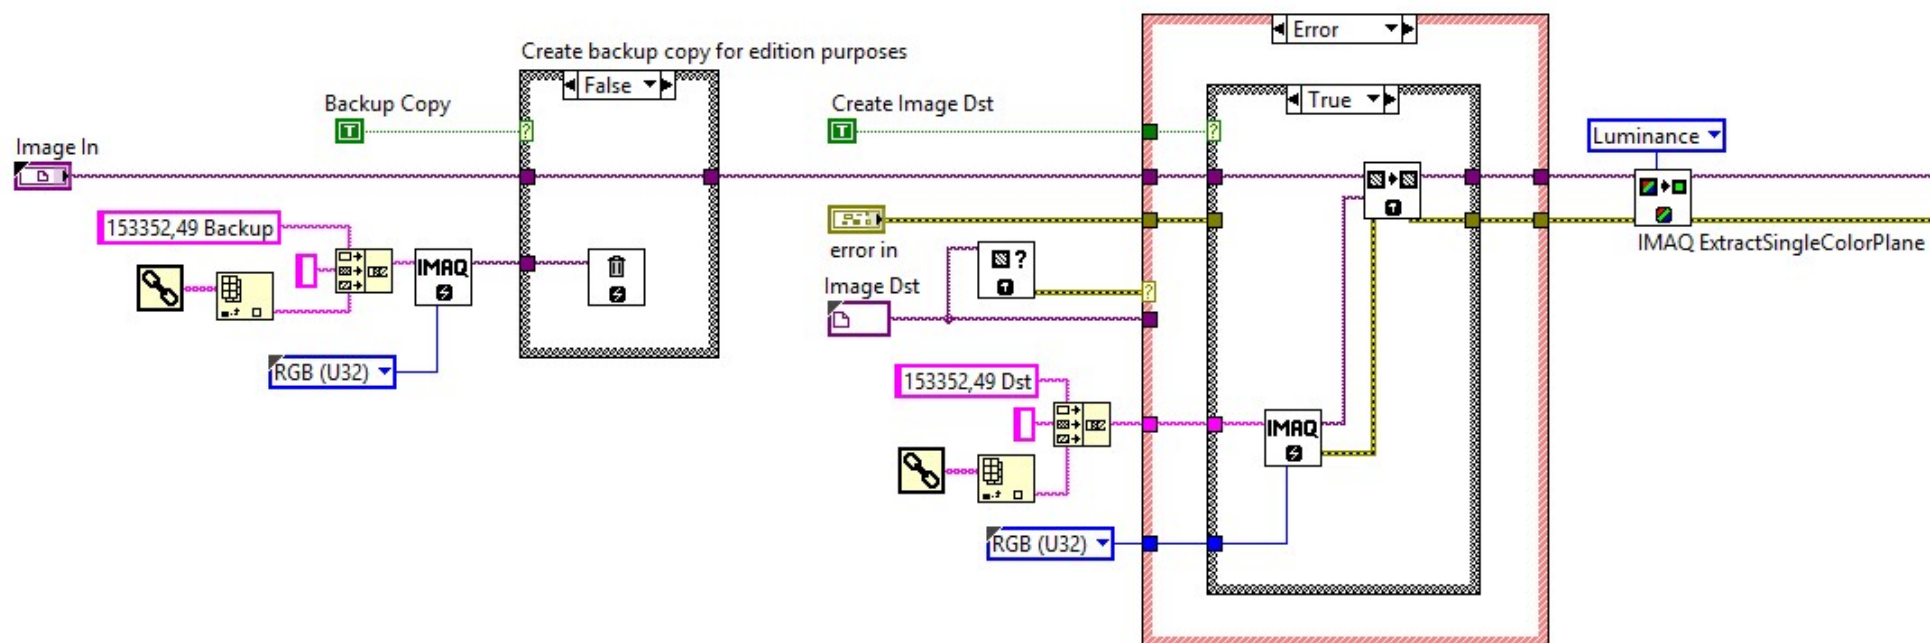 Create backup copy for edition purposes
False
Error
Backup Copy
T
?
Create Image Dst
T
True
?
Image In
Luminance
153352,49 Backup
IMAQ
error in
?
IMAQ ExtractSingleColorPlane
Image Dst
?
RGB (U32)
153352,49 Dst
IMAQ
RGB (U32)